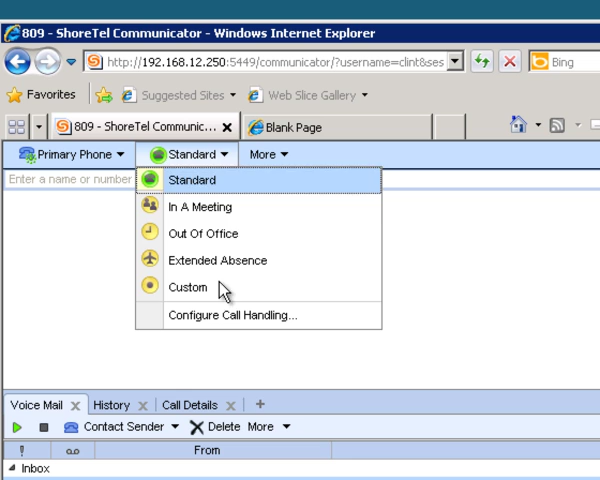 809 - ShoreTel Communicator - Windows Internet Explorer
http://192.168.12.250:5449/communicator/?username=clint&ses
Bing
Favorites Suggested Sites Web Slice Gallery
809 - ShoreTel Communic... Blank Page
Primary Phone Standard More
Enter a name or number
Standard
In A Meeting
Out Of Office
Extended Absence
Custom
Configure Call Handling...
Voice Mail x History x Call Details x +
Contact Sender Delete More
! From
Inbox